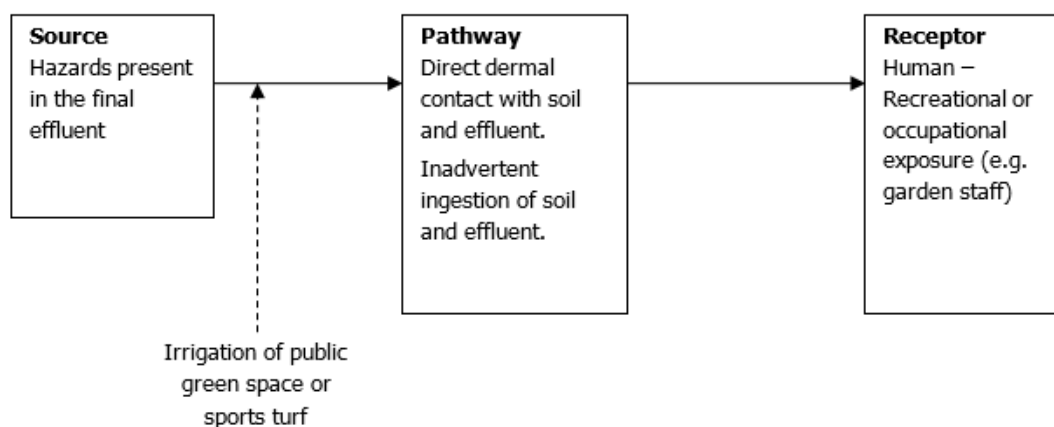 Source
Hazards present
in the final
effluent
Pathway
Direct dermal
contact with soil
and effluent.
Inadvertent
ingestion of soil
and effluent.
Receptor
Human –
Recreational or
occupational
exposure (e.g.
garden staff)
Irrigation of public
green space or
sports turf